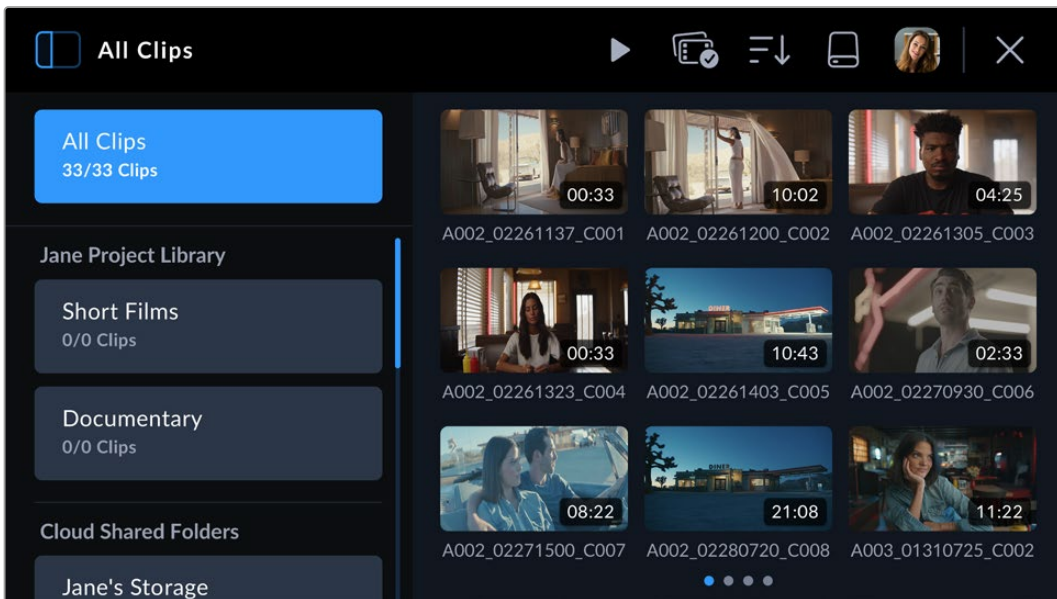 All Clips
All Clips
33/33 Clips
Jane Project Library
Short Films
0/0 Clips
Documentary
0/0 Clips
Cloud Shared Folders
Jane's Storage
00:33
10:02
04:25
A002_02261137_C001
A002_02261200_C002
A002_02261305_C003
00:33
DINER
10:43
02:33
A002_02261323_C004
A002_02261403_C005
A002_02270930_C006
08:22
DINER
21:08
11:22
A002_02271500_C007
A002_02280720_C008
A003_01310725_C002